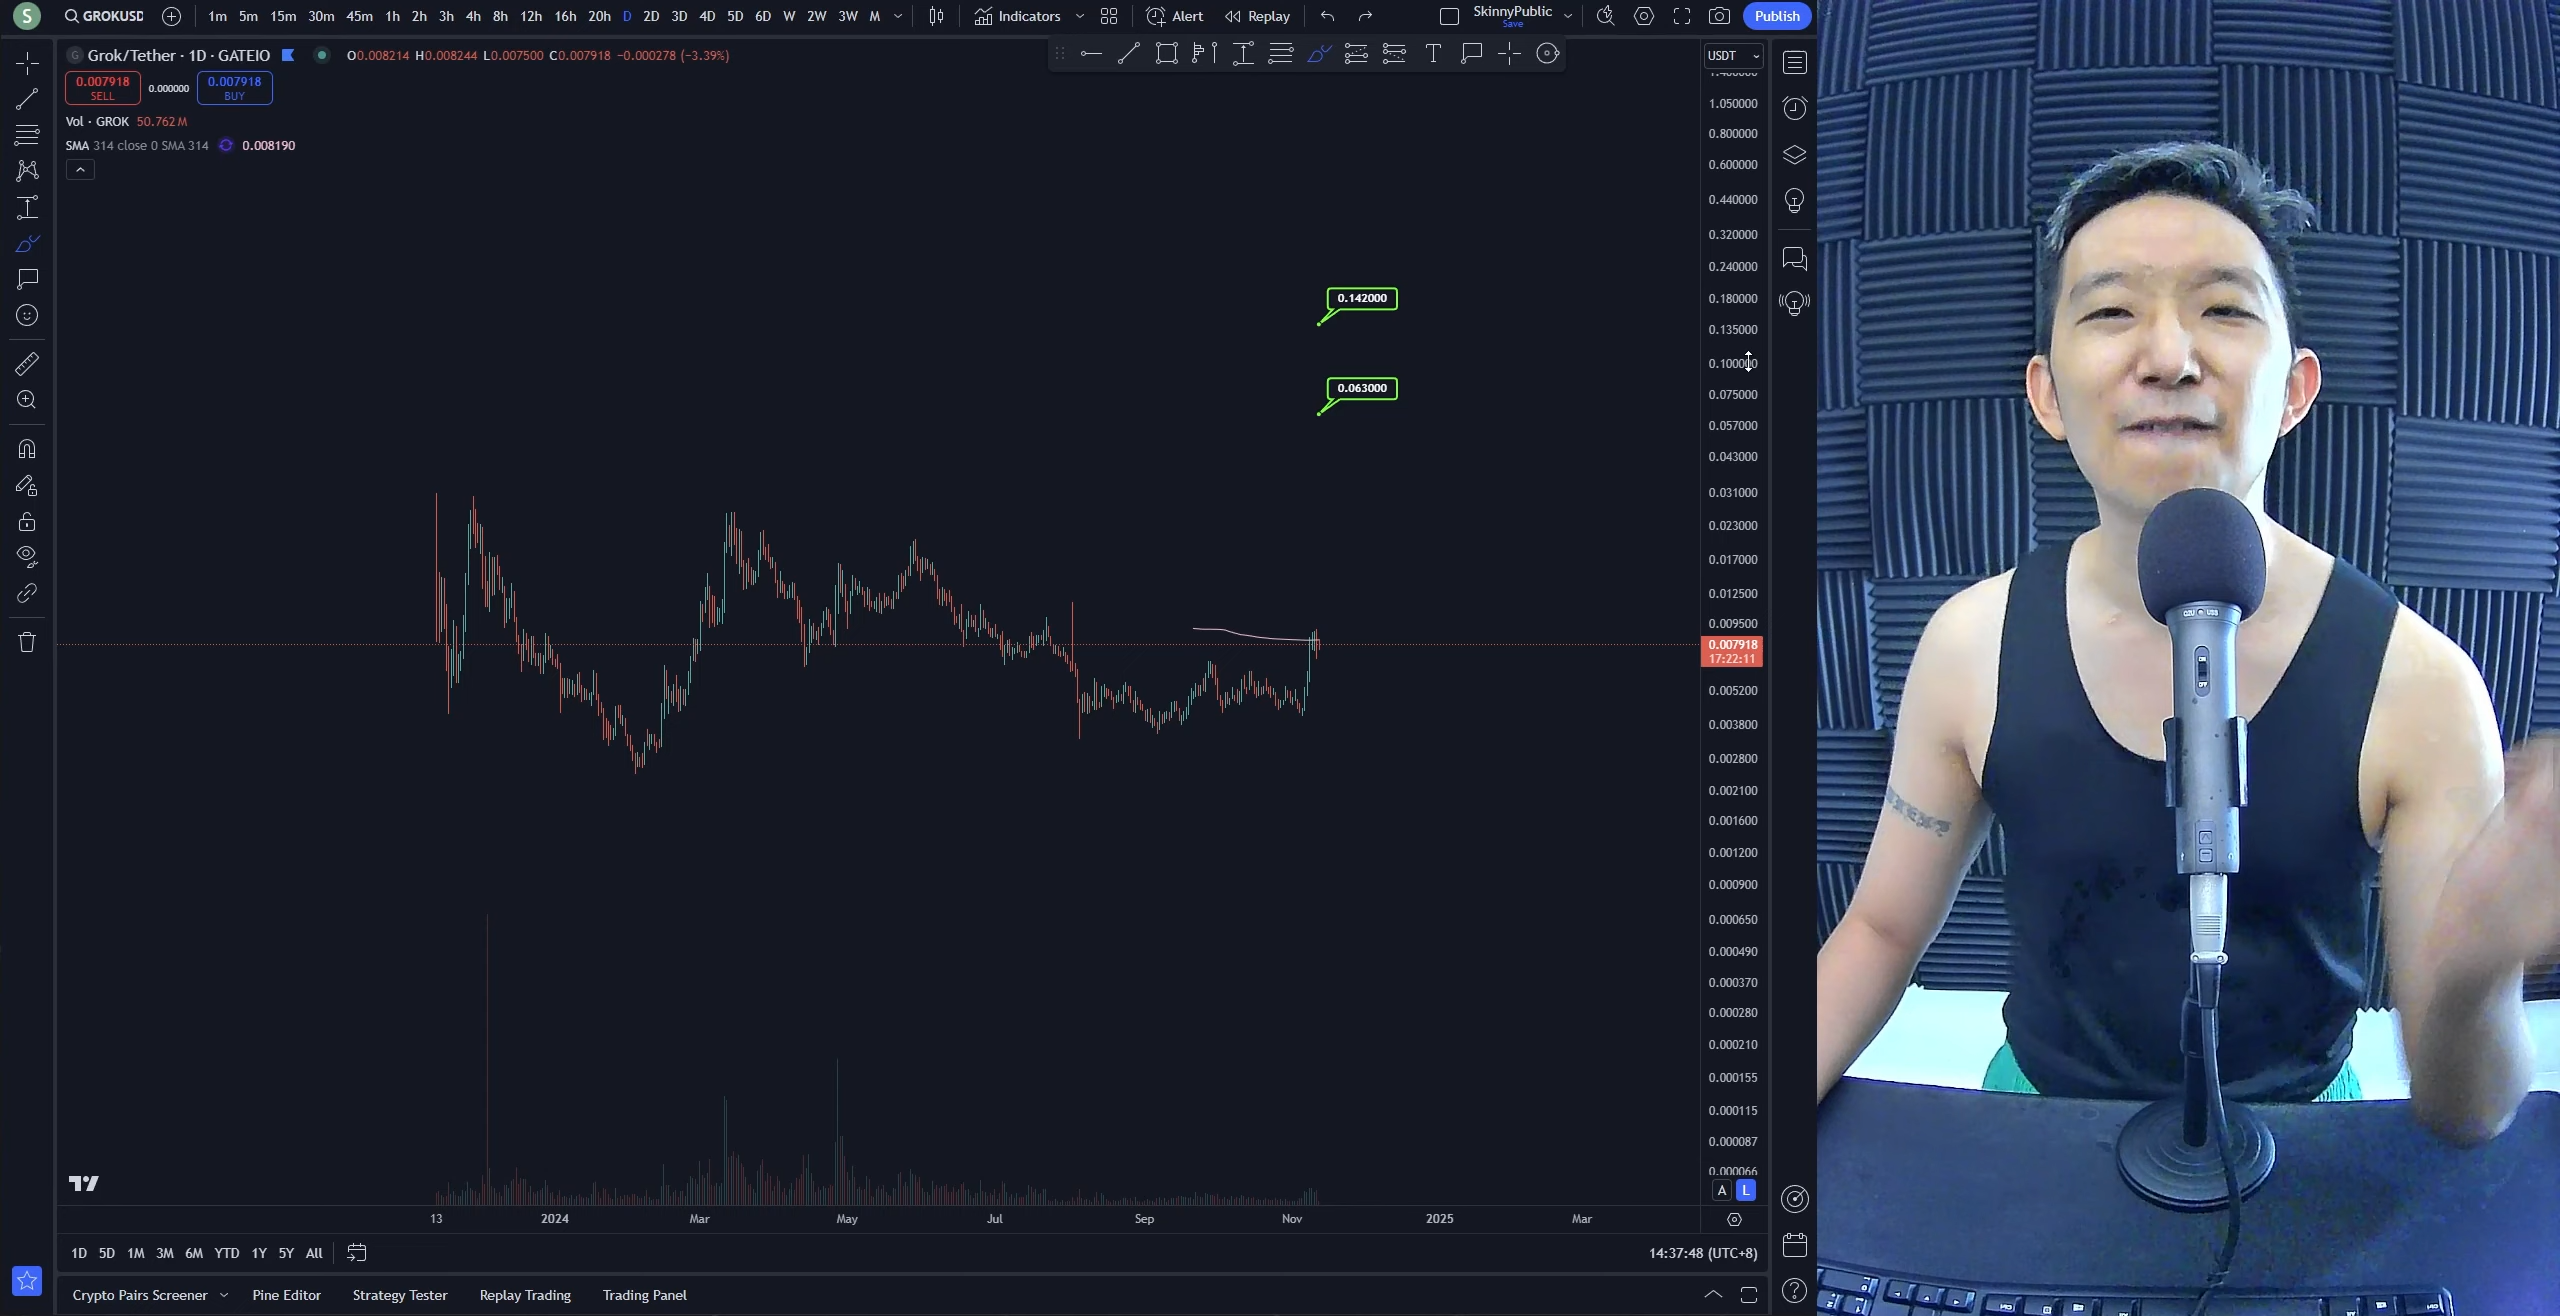 S
GROKUSD
1m 5m 15m 30m 45m 1h 2h 3h 4h 8h 12h 16h 20h D 2D 3D 4D 5D 6D W 2W 3W M
Indicators
Alert
Replay
SkinnyPublic
Save
Publish
Grok/Tether · 1D · GATEIO
O0.008214 H0.008244 L0.007500 C0.007918 −0.000278 (−3.39%)
USDT
0.007918
SELL
0.000000
0.007918
BUY
Vol · GROK 50.762 M
SMA 314 close 0 SMA 314 0.008190
1.050000
0.800000
0.600000
0.440000
0.320000
0.240000
0.180000
0.135000
0.100000
0.075000
0.057000
0.043000
0.031000
0.023000
0.017000
0.012500
0.009500
0.007918
17:22:11
0.005200
0.003800
0.002800
0.002100
0.001600
0.001200
0.000900
0.000650
0.000490
0.000370
0.000280
0.000210
0.000155
0.000115
0.000087
0.000066
0.142000
0.063000
A L
13 2024 Mar May Jul Sep Nov 2025 Mar
1D 5D 1M 3M 6M YTD 1Y 5Y All
14:37:48 (UTC+8)
Crypto Pairs Screener
Pine Editor
Strategy Tester
Replay Trading
Trading Panel